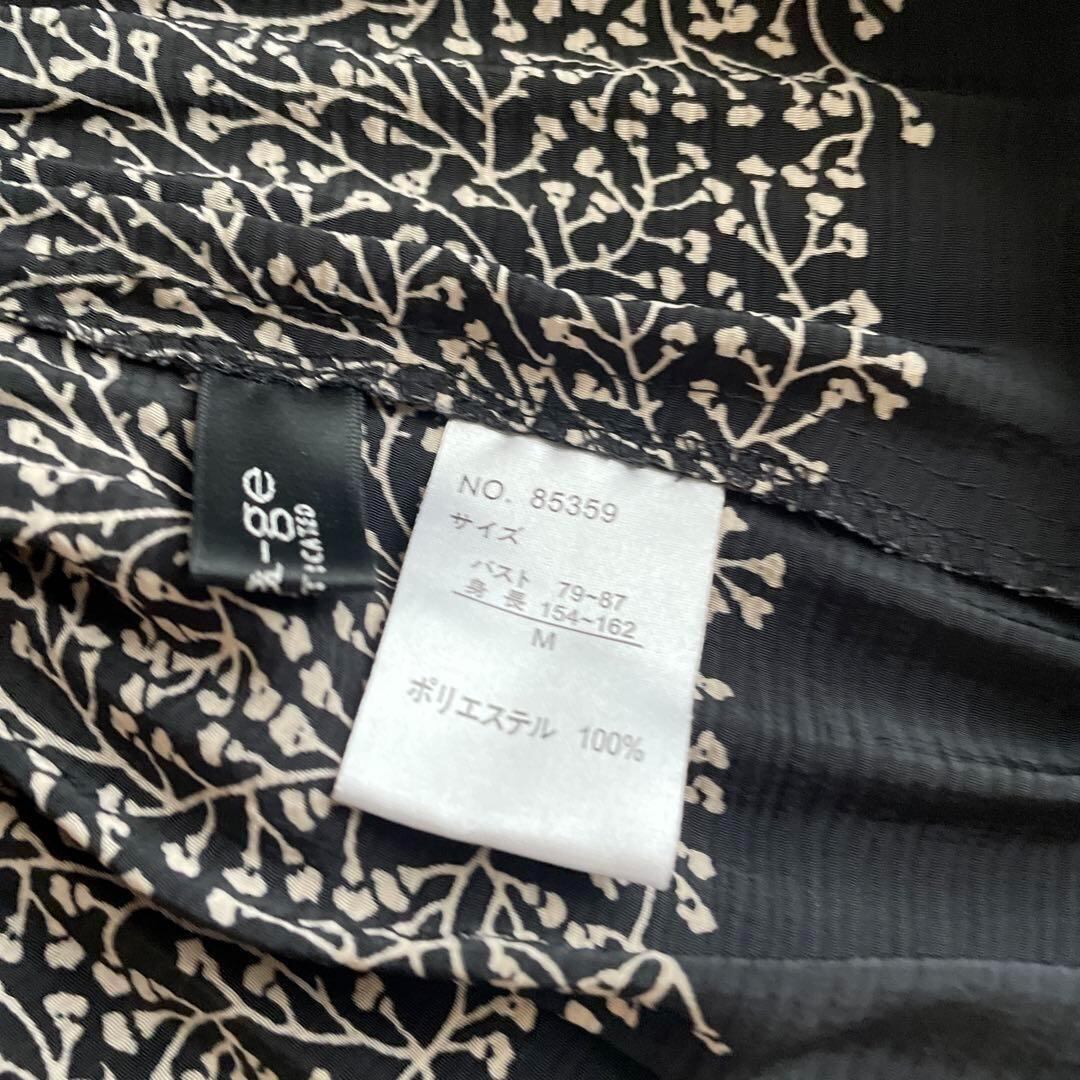 -ge
NO. 85359
サイズ
バスト 79~87
身長 154~162
M
ポリエステル 100%